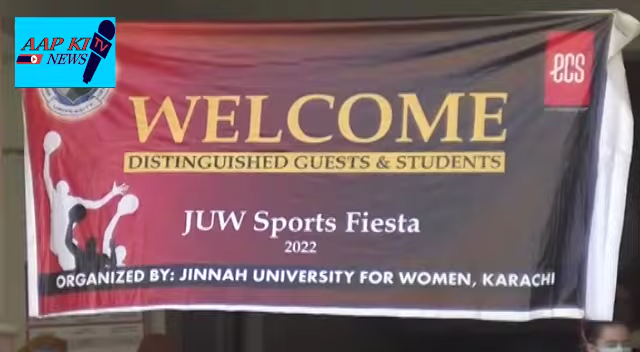 AAP KI TV
NEWS
UNIVERSITY
ecs
WELCOME
DISTINGUISHED GUESTS & STUDENTS
JUW Sports Fiesta
2022
ORGANIZED BY: JINNAH UNIVERSITY FOR WOMEN, KARACHI